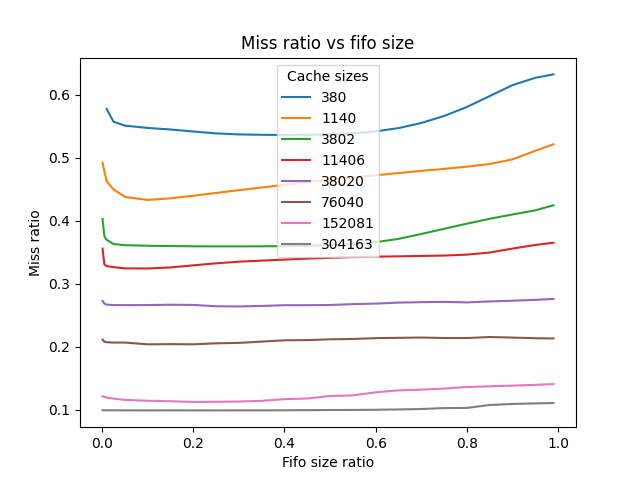 Miss ratio vs fifo size
Cache sizes
380
1140
3802
11406
38020
76040
152081
304163
Miss ratio
0.6
0.5
0.4
0.3
0.2
0.1
0.0 0.2 0.4 0.6 0.8 1.0
Fifo size ratio